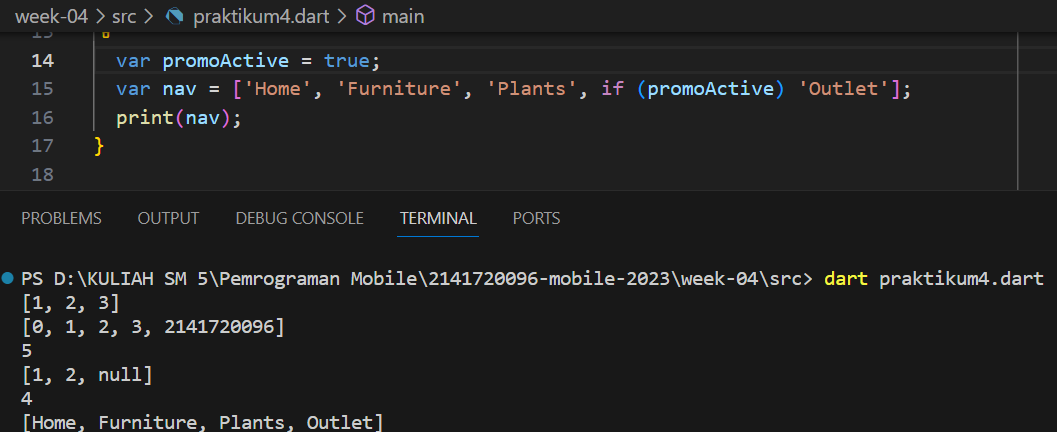 week-04 > src > praktikum4.dart > main
13
14 var promoActive = true;
15 var nav = ['Home', 'Furniture', 'Plants', if (promoActive) 'Outlet'];
16 print(nav);
17 }
18
PROBLEMS OUTPUT DEBUG CONSOLE TERMINAL PORTS
PS D:\KULIAH SM 5\Pemrograman Mobile\2141720096-mobile-2023\week-04\src> dart praktikum4.dart
[1, 2, 3]
[0, 1, 2, 3, 2141720096]
5
[1, 2, null]
4
[Home, Furniture, Plants, Outlet]